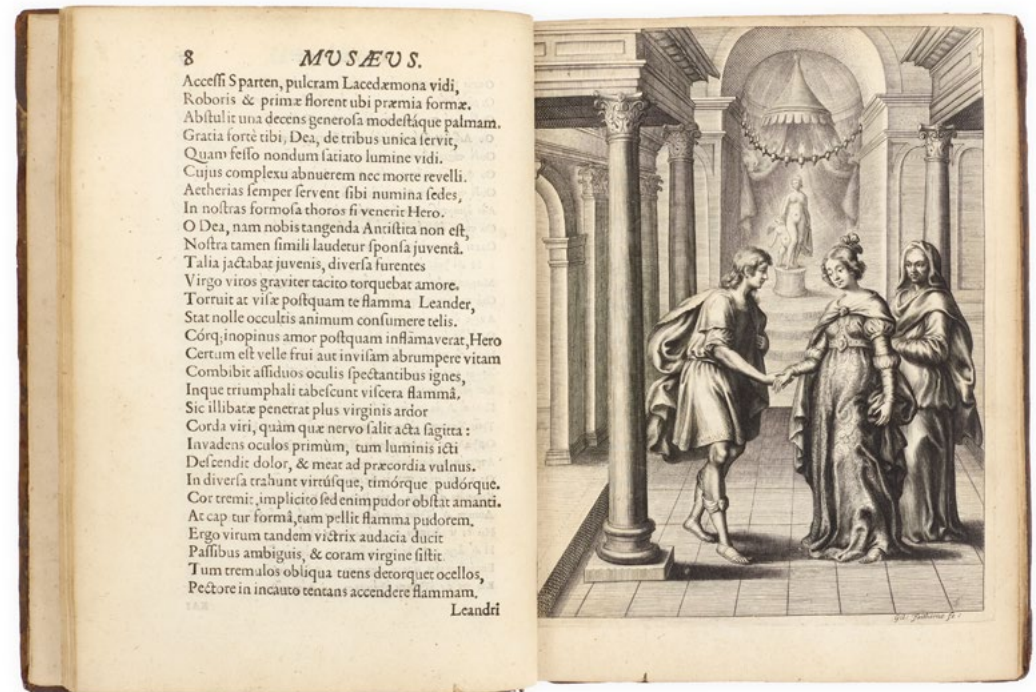 8 MVSÆVS.
Accessi Sparten, pulcram Lacedæmona vidi,
Roboris & primæ florent ubi præmia formæ.
Abstulit una decens generosa modestáque palmam.
Gratia fortè tibi, Dea, de tribus unica servit,
Quam fesso nondum satiato lumine vidi.
Cujus complexu abnuerem nec morte revelli.
Aetherias semper servent sibi numina sedes,
In nostras formosa thoros si venerit Hero.
O Dea, nam nobis tangenda Antistita non est,
Nostra tamen simili laudetur sponsa juventâ.
Talia jactabat juvenis, diversa furentes
Virgo viros graviter tacito torquebat amore.
Torruit at visæ postquam te flamma Leander,
Stat nolle occultis animum consumere telis.
Córq; inopinus amor postquam inflamaverat, Hero
Certum est velle frui aut invisam abrumpere vitam
Combibit assiduos oculis spectantibus ignes,
Inque triumphali tabescunt viscera flammâ.
Sic illibatæ penetrat plus virginis ardor
Corda viri, quàm quæ nervo salit acta sagitta:
Invadens oculos primùm, tum luminis icti
Descendit dolor, & meat ad præcordia vulnus.
In diversa trahunt virtúsque, timórque pudórque.
Cor tremit, implicito sed enim pudor obstat amanti.
At cap tur formâ, tum pellit flamma pudorem.
Ergo virum tandem victrix audacia ducit
Passibus ambiguis, & coram virgine sistit
Tum tremulos obliqua tuens detorquet ocellos,
Pectore in incauto tentans accendere flammam.
Leandri